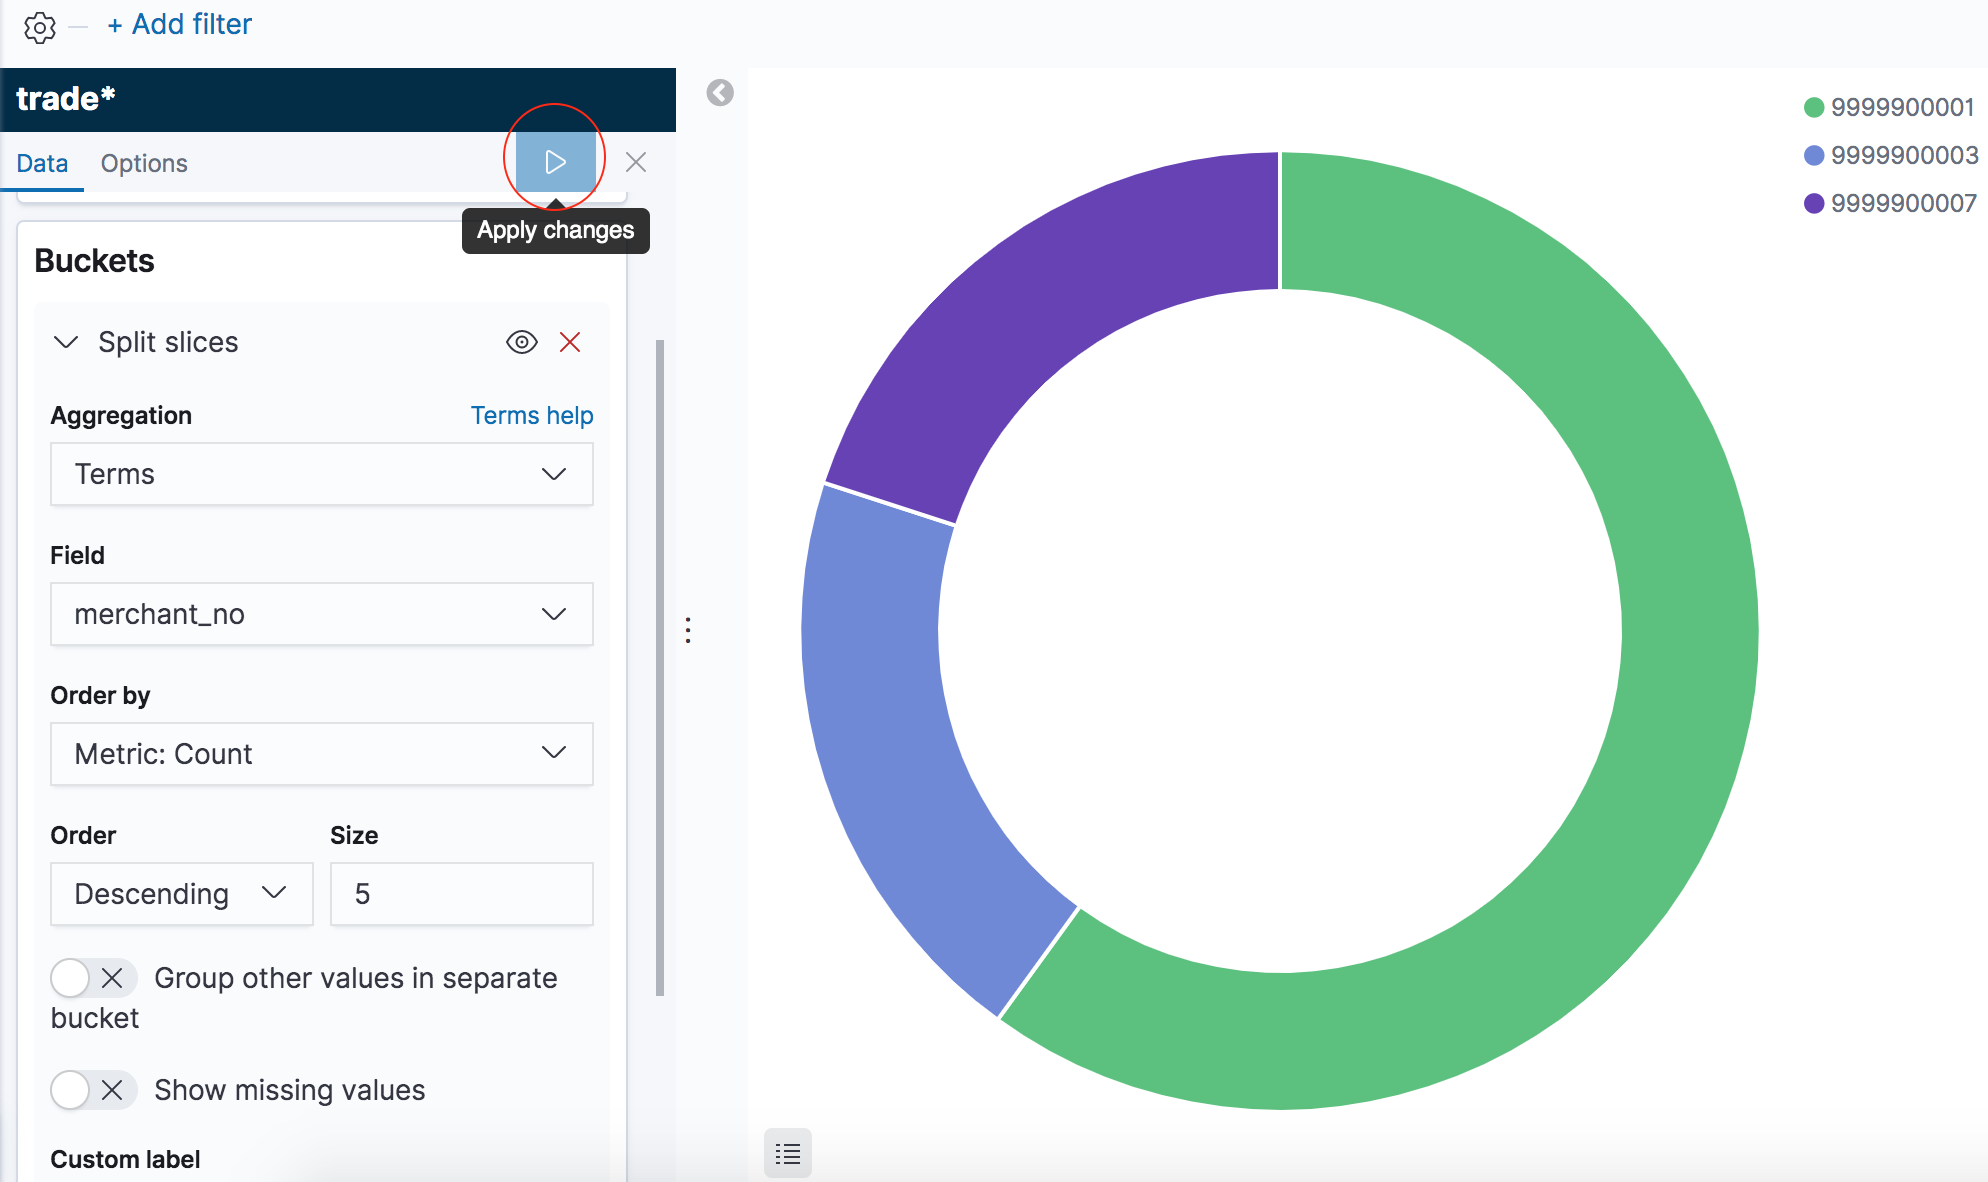 + Add filter
trade*
Data
Options
Apply changes
Buckets
Split slices
Aggregation
Terms help
Terms
Field
merchant_no
Order by
Metric: Count
Order
Size
Descending
5
Group other values in separate
bucket
Show missing values
Custom label
9999900001
9999900003
9999900007